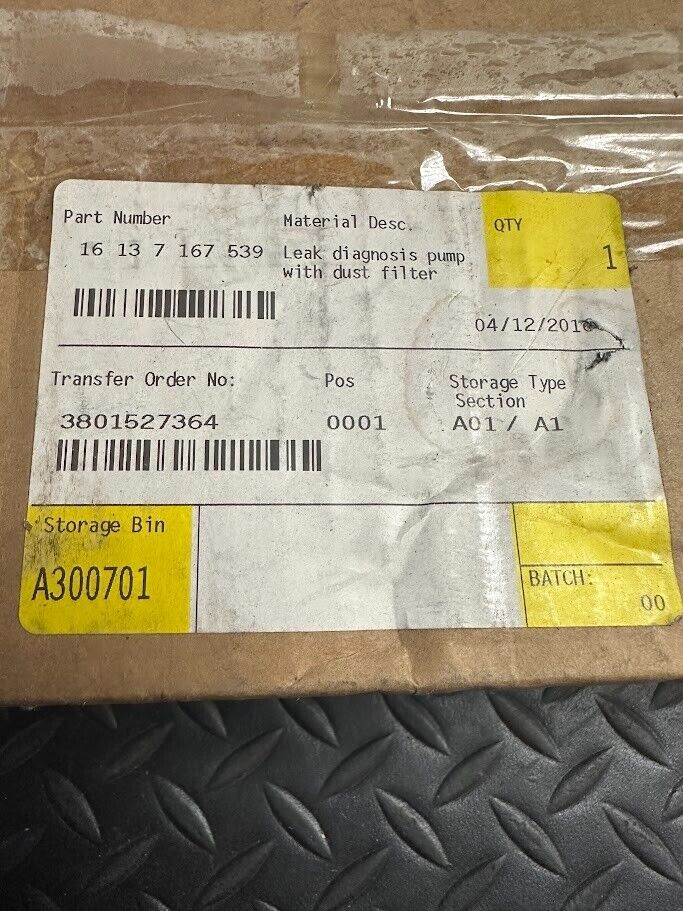 Part Number Material Desc. QTY
16 13 7 167 539 Leak diagnosis pump 1
with dust filter
Transfer Order No: Pos Storage Type
Section
3801527364 0001 A01 / A1
Storage Bin
A300701
BATCH:
00